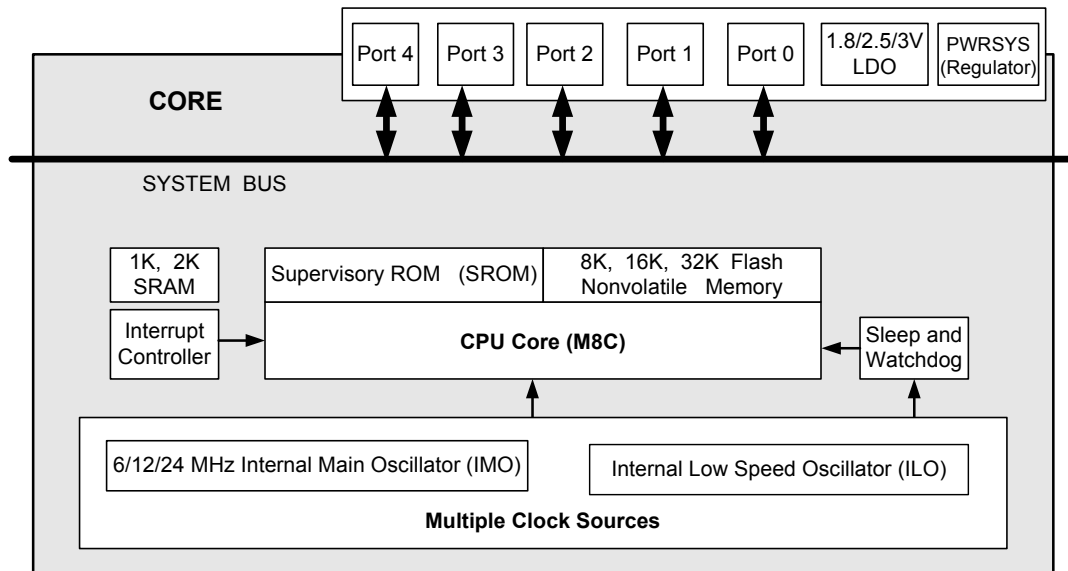 Port 4
Port 3
Port 2
Port 1
Port 0
1.8/2.5/3V
LDO
PWRSYS
(Regulator)
CORE
SYSTEM BUS
1K, 2K
SRAM
Supervisory ROM (SROM)
8K, 16K, 32K Flash
Nonvolatile Memory
Interrupt
Controller
CPU Core (M8C)
Sleep and
Watchdog
6/12/24 MHz Internal Main Oscillator (IMO)
Internal Low Speed Oscillator (ILO)
Multiple Clock Sources